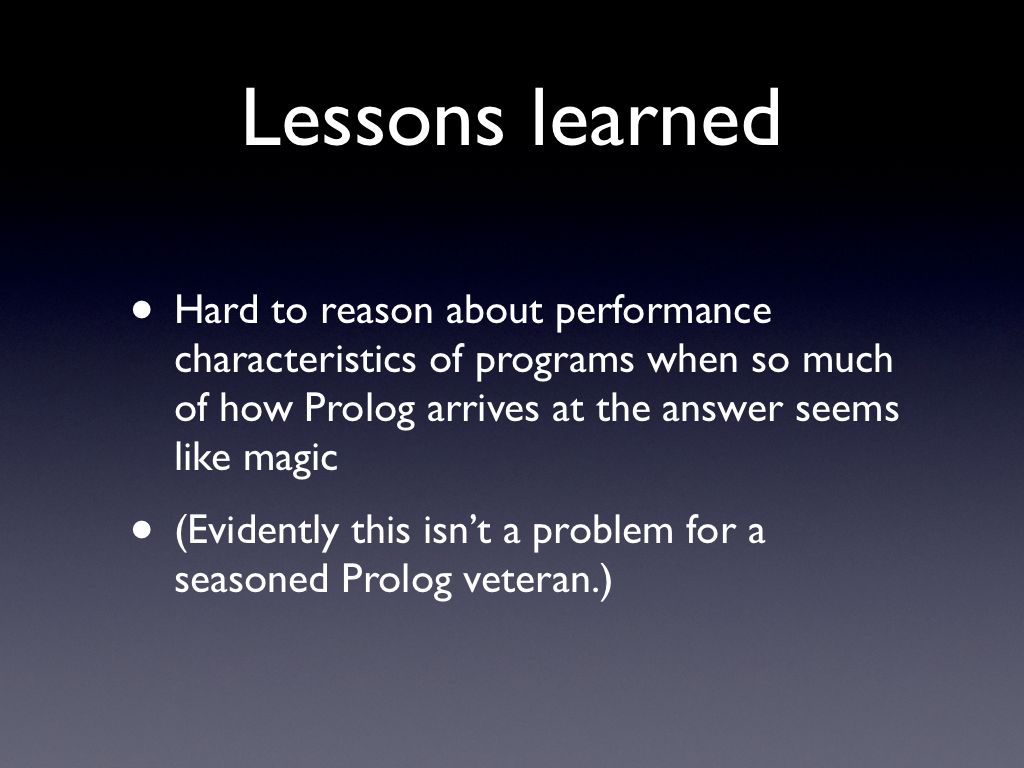 Lessons learned
• Hard to reason about performance
characteristics of programs when so much
of how Prolog arrives at the answer seems
like magic
• (Evidently this isn’t a problem for a
seasoned Prolog veteran.)